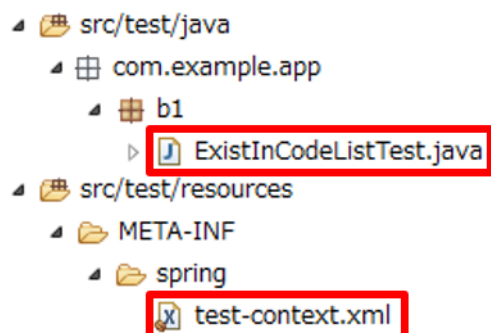 src/test/java
com.example.app
b1
ExistInCodeListTest.java
src/test/resources
META-INF
spring
test-context.xml